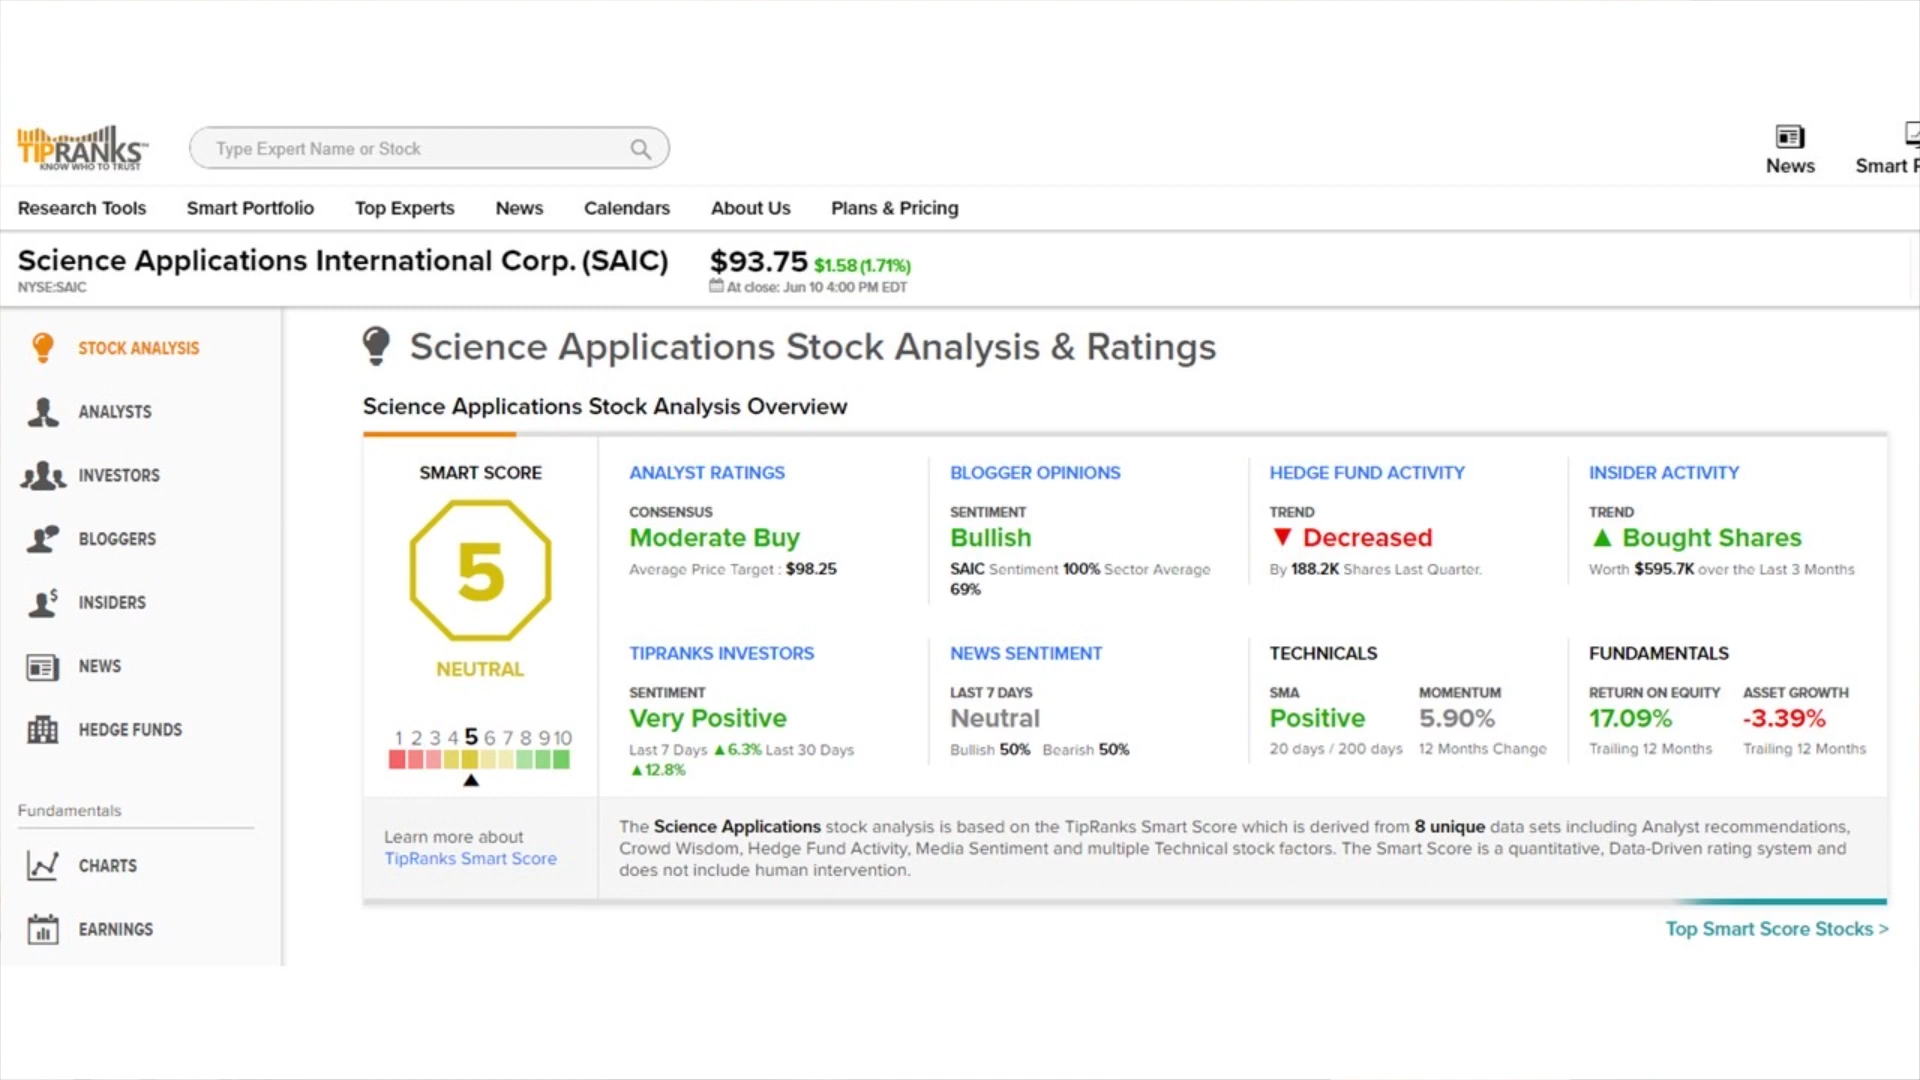 TIPRANKS™
KNOW WHO TO TRUST
Type Expert Name or Stock
News
Smart
Research Tools Smart Portfolio Top Experts News Calendars About Us Plans & Pricing
Science Applications International Corp. (SAIC)
NYSE:SAIC
$93.75 $1.58 (1.71%)
At close: Jun 10 4:00 PM EDT
STOCK ANALYSIS
ANALYSTS
INVESTORS
BLOGGERS
INSIDERS
NEWS
HEDGE FUNDS
Fundamentals
CHARTS
EARNINGS
Science Applications Stock Analysis & Ratings
Science Applications Stock Analysis Overview
SMART SCORE
5
NEUTRAL
1 2 3 4 5 6 7 8 9 10
Learn more about
TipRanks Smart Score
ANALYST RATINGS
CONSENSUS
Moderate Buy
Average Price Target : $98.25
BLOGGER OPINIONS
SENTIMENT
Bullish
SAIC Sentiment 100% Sector Average
69%
HEDGE FUND ACTIVITY
TREND
▼ Decreased
By 188.2K Shares Last Quarter.
INSIDER ACTIVITY
TREND
▲ Bought Shares
Worth $595.7K over the Last 3 Months
TIPRANKS INVESTORS
SENTIMENT
Very Positive
Last 7 Days ▲6.3% Last 30 Days
▲12.8%
NEWS SENTIMENT
LAST 7 DAYS
Neutral
Bullish 50% Bearish 50%
TECHNICALS
SMA MOMENTUM
Positive 5.90%
20 days / 200 days 12 Months Change
FUNDAMENTALS
RETURN ON EQUITY ASSET GROWTH
17.09% -3.39%
Trailing 12 Months Trailing 12 Months
The Science Applications stock analysis is based on the TipRanks Smart Score which is derived from 8 unique data sets including Analyst recommendations,
Crowd Wisdom, Hedge Fund Activity, Media Sentiment and multiple Technical stock factors. The Smart Score is a quantitative, Data-Driven rating system and
does not include human intervention.
Top Smart Score Stocks >